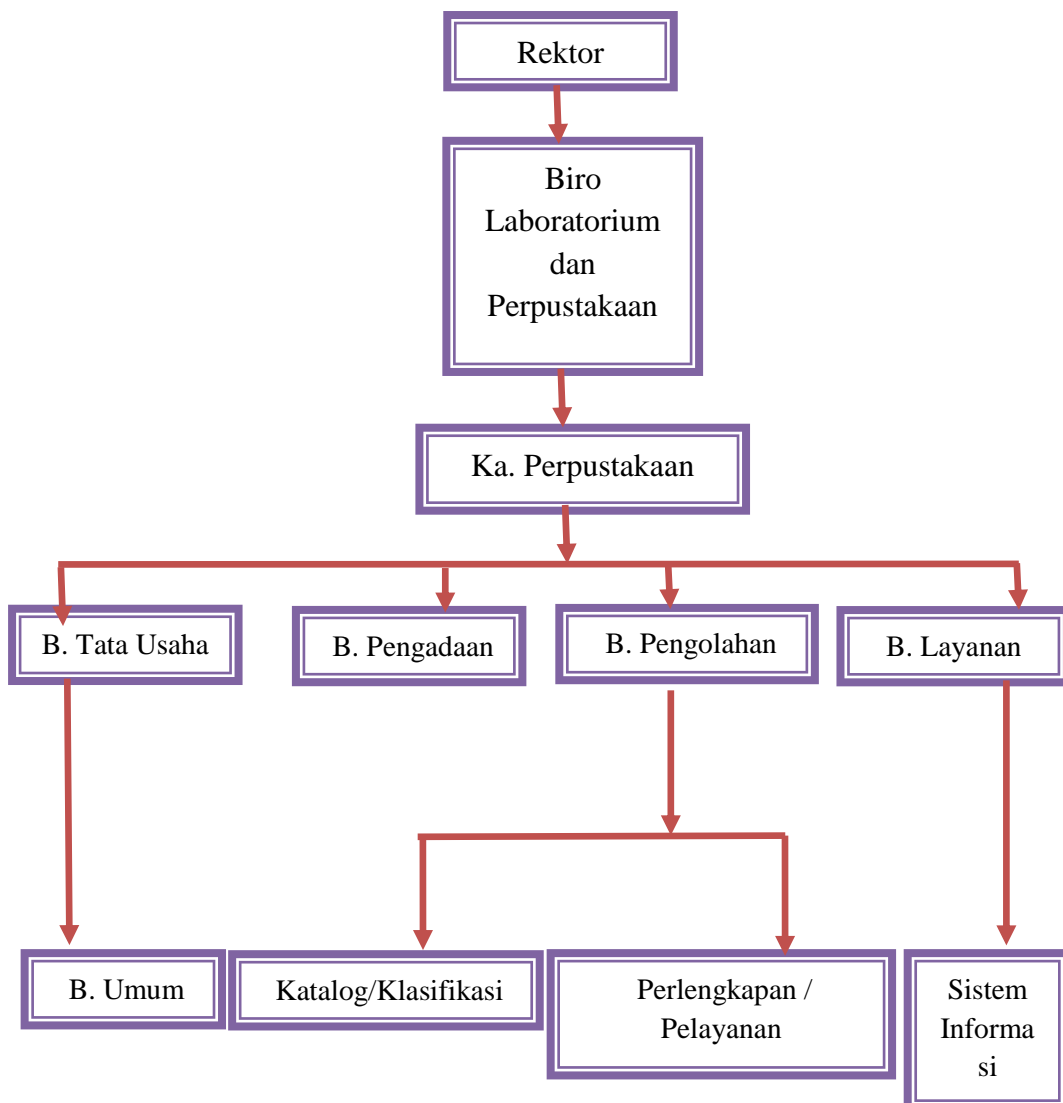 Rektor
Biro
Laboratorium
dan
Perpustakaan
Ka. Perpustakaan
B. Tata Usaha
B. Pengadaan
B. Pengolahan
B. Layanan
B. Umum
Katalog/Klasifikasi
Perlengkapan /
Pelayanan
Sistem
Informa
si